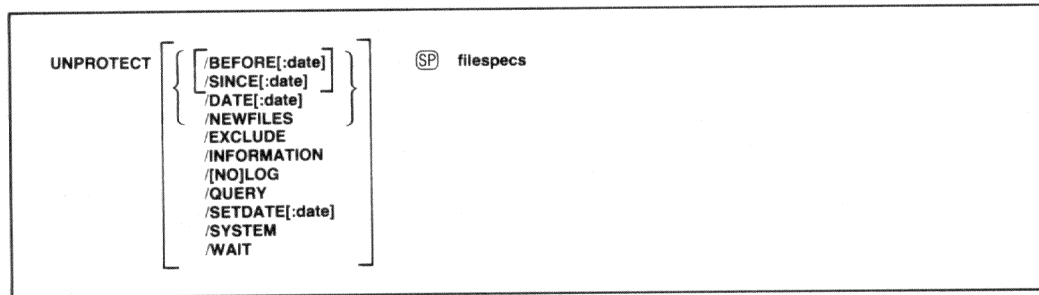 UNPROTECT /BEFORE[:date] SP filespecs
/SINCE[:date]
/DATE[:date]
/NEWFILES
/EXCLUDE
/INFORMATION
/[NO]LOG
/QUERY
/SETDATE[:date]
/SYSTEM
/WAIT